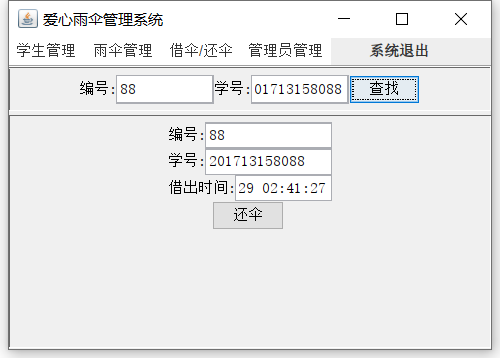 爱心雨伞管理系统
学生管理 雨伞管理 借伞/还伞 管理员管理 系统退出
编号:88 学号:01713158088 查找
编号:88
学号:201713158088
借出时间:29 02:41:27
还伞